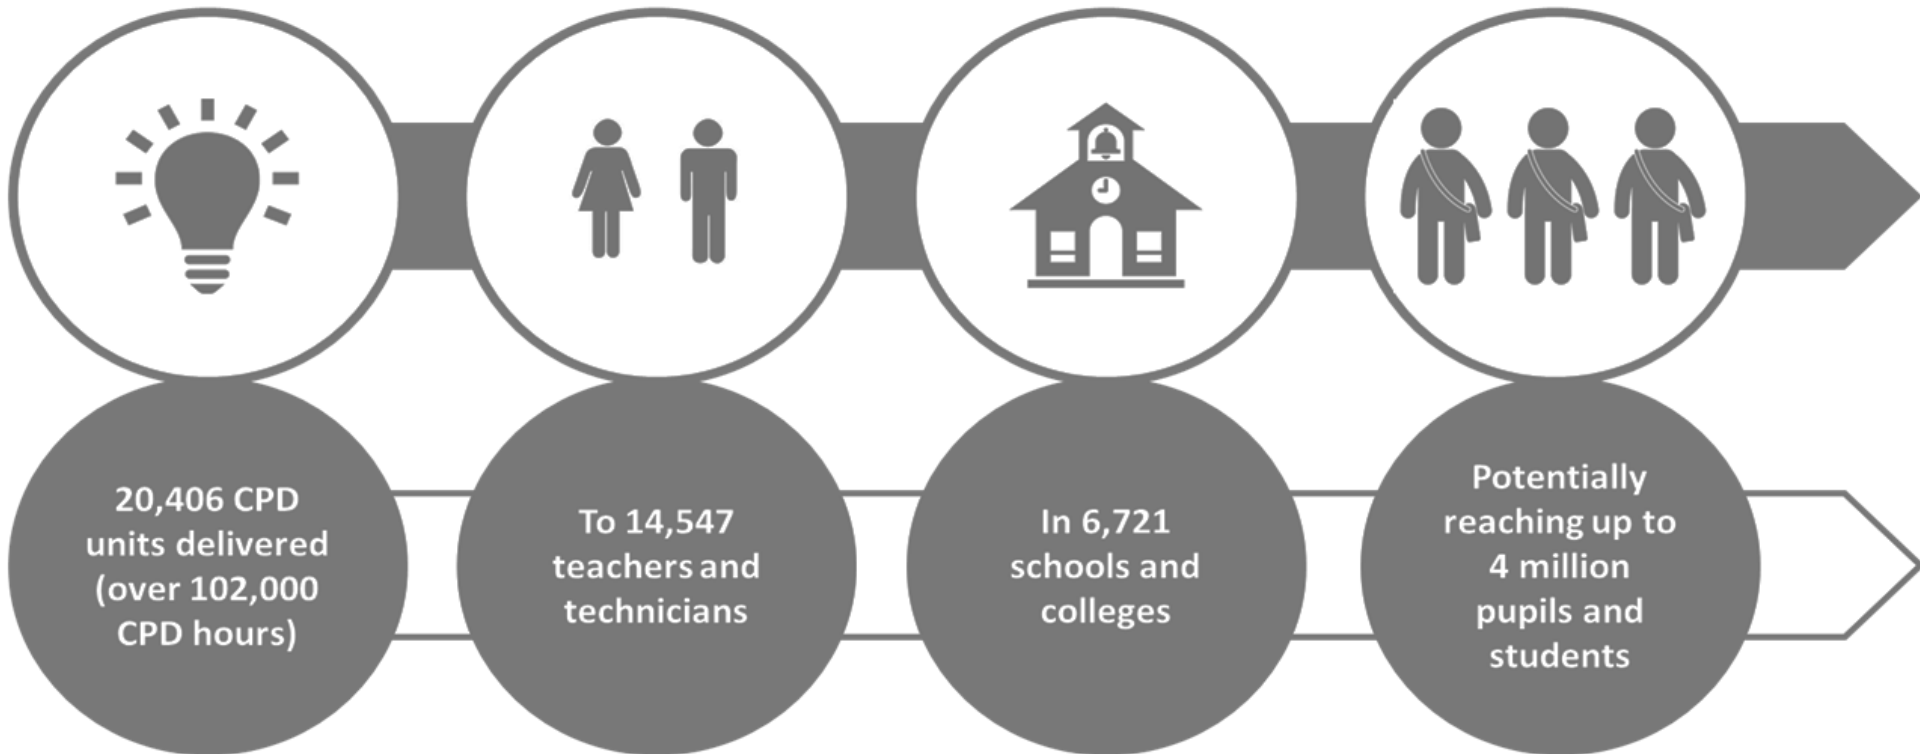 20,406 CPD
units delivered
(over 102,000
CPD hours)
To 14,547
teachers and
technicians
In 6,721
schools and
colleges
Potentially
reaching up to
4 million
pupils and
students